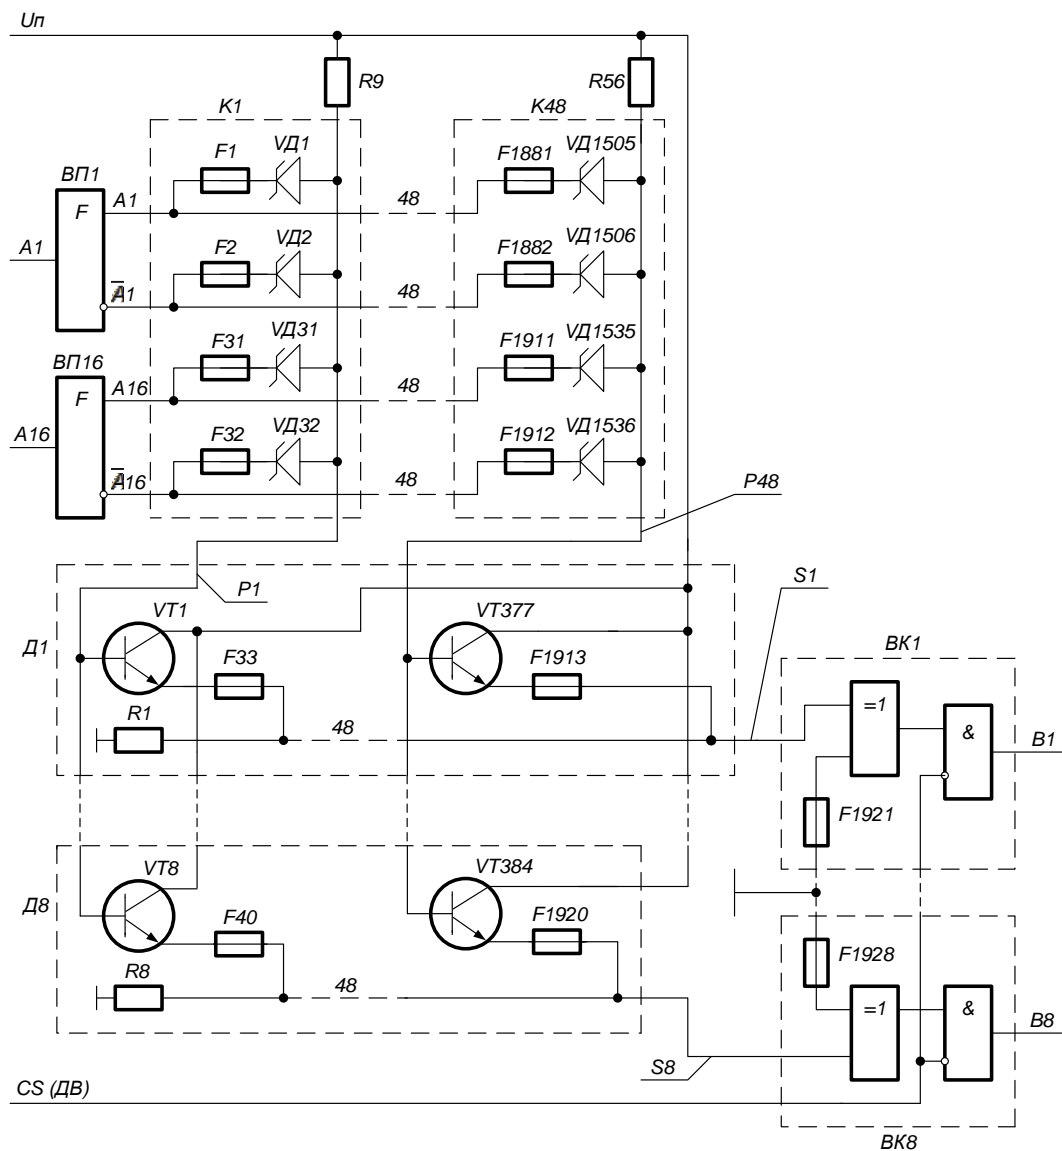 Uп
R9
R56
K1
K48
F1
VД1
F1881
VД1505
ВП1
F
A1
A1
48
F2
VД2
F1882
VД1506
A1
48
F31
VД31
F1911
VД1535
ВП16
F
A16
A16
48
F32
VД32
F1912
VД1536
A16
48
P48
P1
S1
Д1
VT1
VT377
F33
F1913
R1
48
ВК1
=1
&
B1
F1921
Д8
VT8
VT384
F40
F1920
R8
48
F1928
=1
&
B8
S8
CS (ДВ)
ВК8